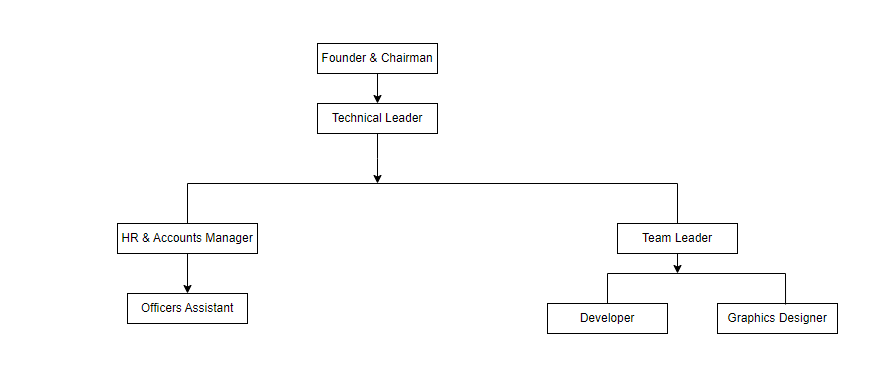 Founder & Chairman
Technical Leader
HR & Accounts Manager
Team Leader
Officers Assistant
Developer
Graphics Designer